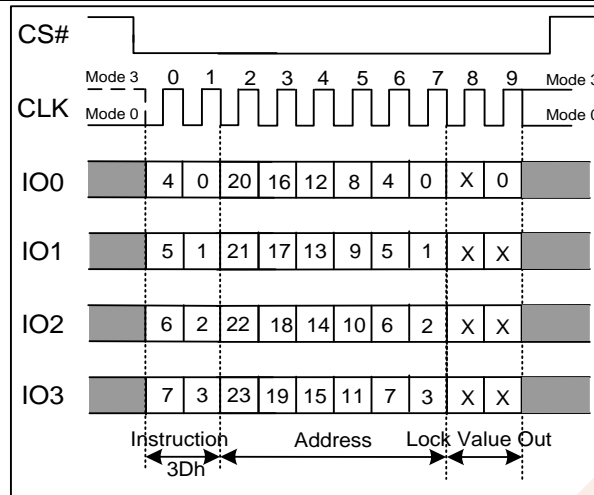 CS#
Mode 3 0 1 2 3 4 5 6 7 8 9 Mode 3
CLK Mode 0 Mode 0
IO0 4 0 20 16 12 8 4 0 X 0
IO1 5 1 21 17 13 9 5 1 X X
IO2 6 2 22 18 14 10 6 2 X X
IO3 7 3 23 19 15 11 7 3 X X
Instruction Address Lock Value Out
3Dh